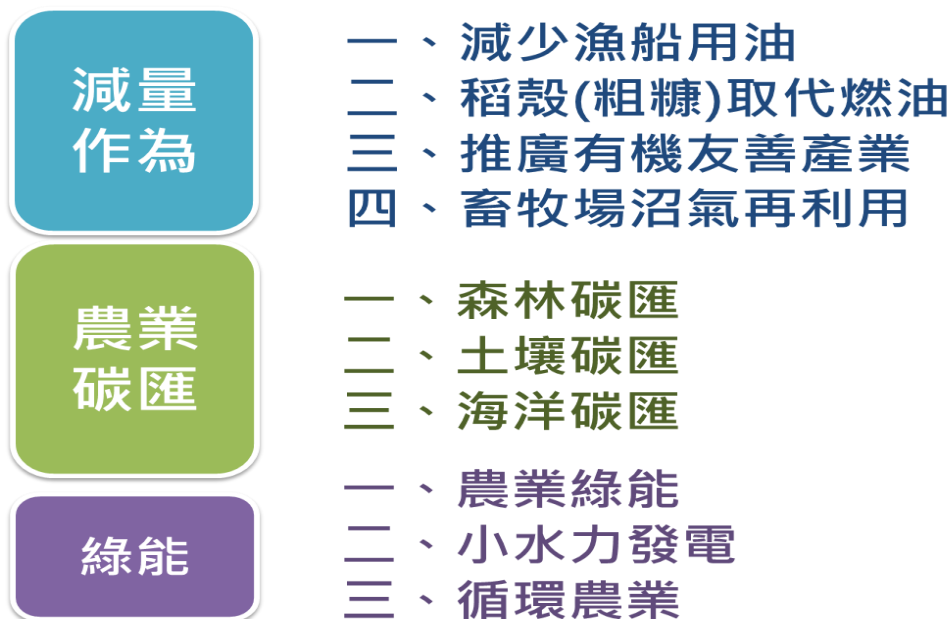 減量
作為
一、減少漁船用油
二、稻殼(粗糠)取代燃油
三、推廣有機友善產業
四、畜牧場沼氣再利用
農業
碳匯
一、森林碳匯
二、土壤碳匯
三、海洋碳匯
綠能
一、農業綠能
二、小水力發電
三、循環農業